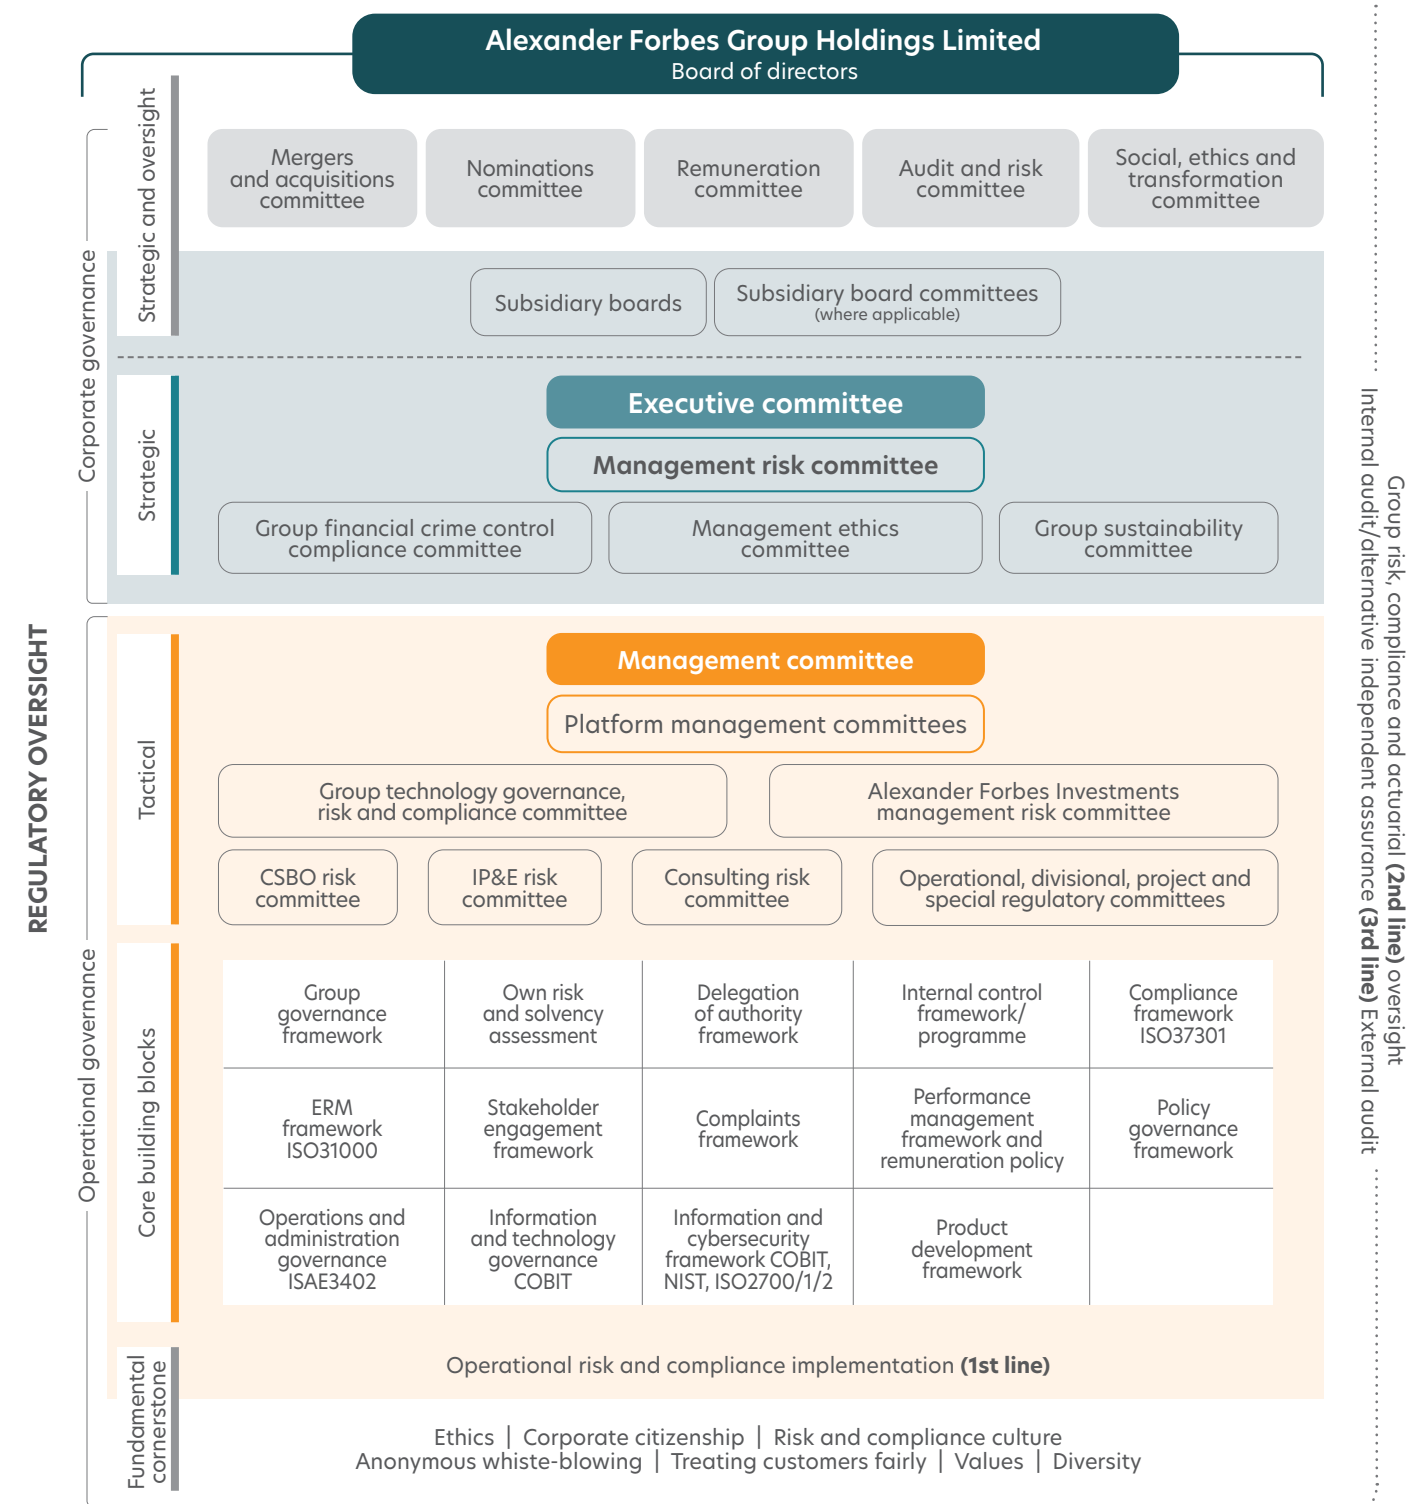 Alexander Forbes Group Holdings Limited
Board of directors
REGULATORY OVERSIGHT
Corporate governance
Strategic and oversight
Mergers
and acquisitions
committee
Nominations
committee
Remuneration
committee
Audit and risk
committee
Social, ethics and
transformation
committee
Subsidiary boards
Subsidiary board committees
(where applicable)
Strategic
Executive committee
Management risk committee
Group financial crime control
compliance committee
Management ethics
committee
Group sustainability
committee
Operational governance
Tactical
Management committee
Platform management committees
Group technology governance,
risk and compliance committee
Alexander Forbes Investments
management risk committee
CSBO risk
committee
IP&E risk
committee
Consulting risk
committee
Operational, divisional, project and
special regulatory committees
Core building blocks
Group
governance
framework
Own risk
and solvency
assessment
Delegation
of authority
framework
Internal control
framework/
programme
Compliance
framework
ISO37301
ERM
framework
ISO31000
Stakeholder
engagement
framework
Complaints
framework
Performance
management
framework and
remuneration policy
Policy
governance
framework
Operations and
administration
governance
ISAE3402
Information
and technology
governance
COBIT
Information and
cybersecurity
framework COBIT,
NIST, ISO2700/1/2
Product
development
framework
Fundamental
cornerstone
Operational risk and compliance implementation (1st line)
Ethics | Corporate citizenship | Risk and compliance culture
Anonymous whiste-blowing | Treating customers fairly | Values | Diversity
Group risk, compliance and actuarial (2nd line) oversight
Internal audit/alternative independent assurance (3rd line) External audit